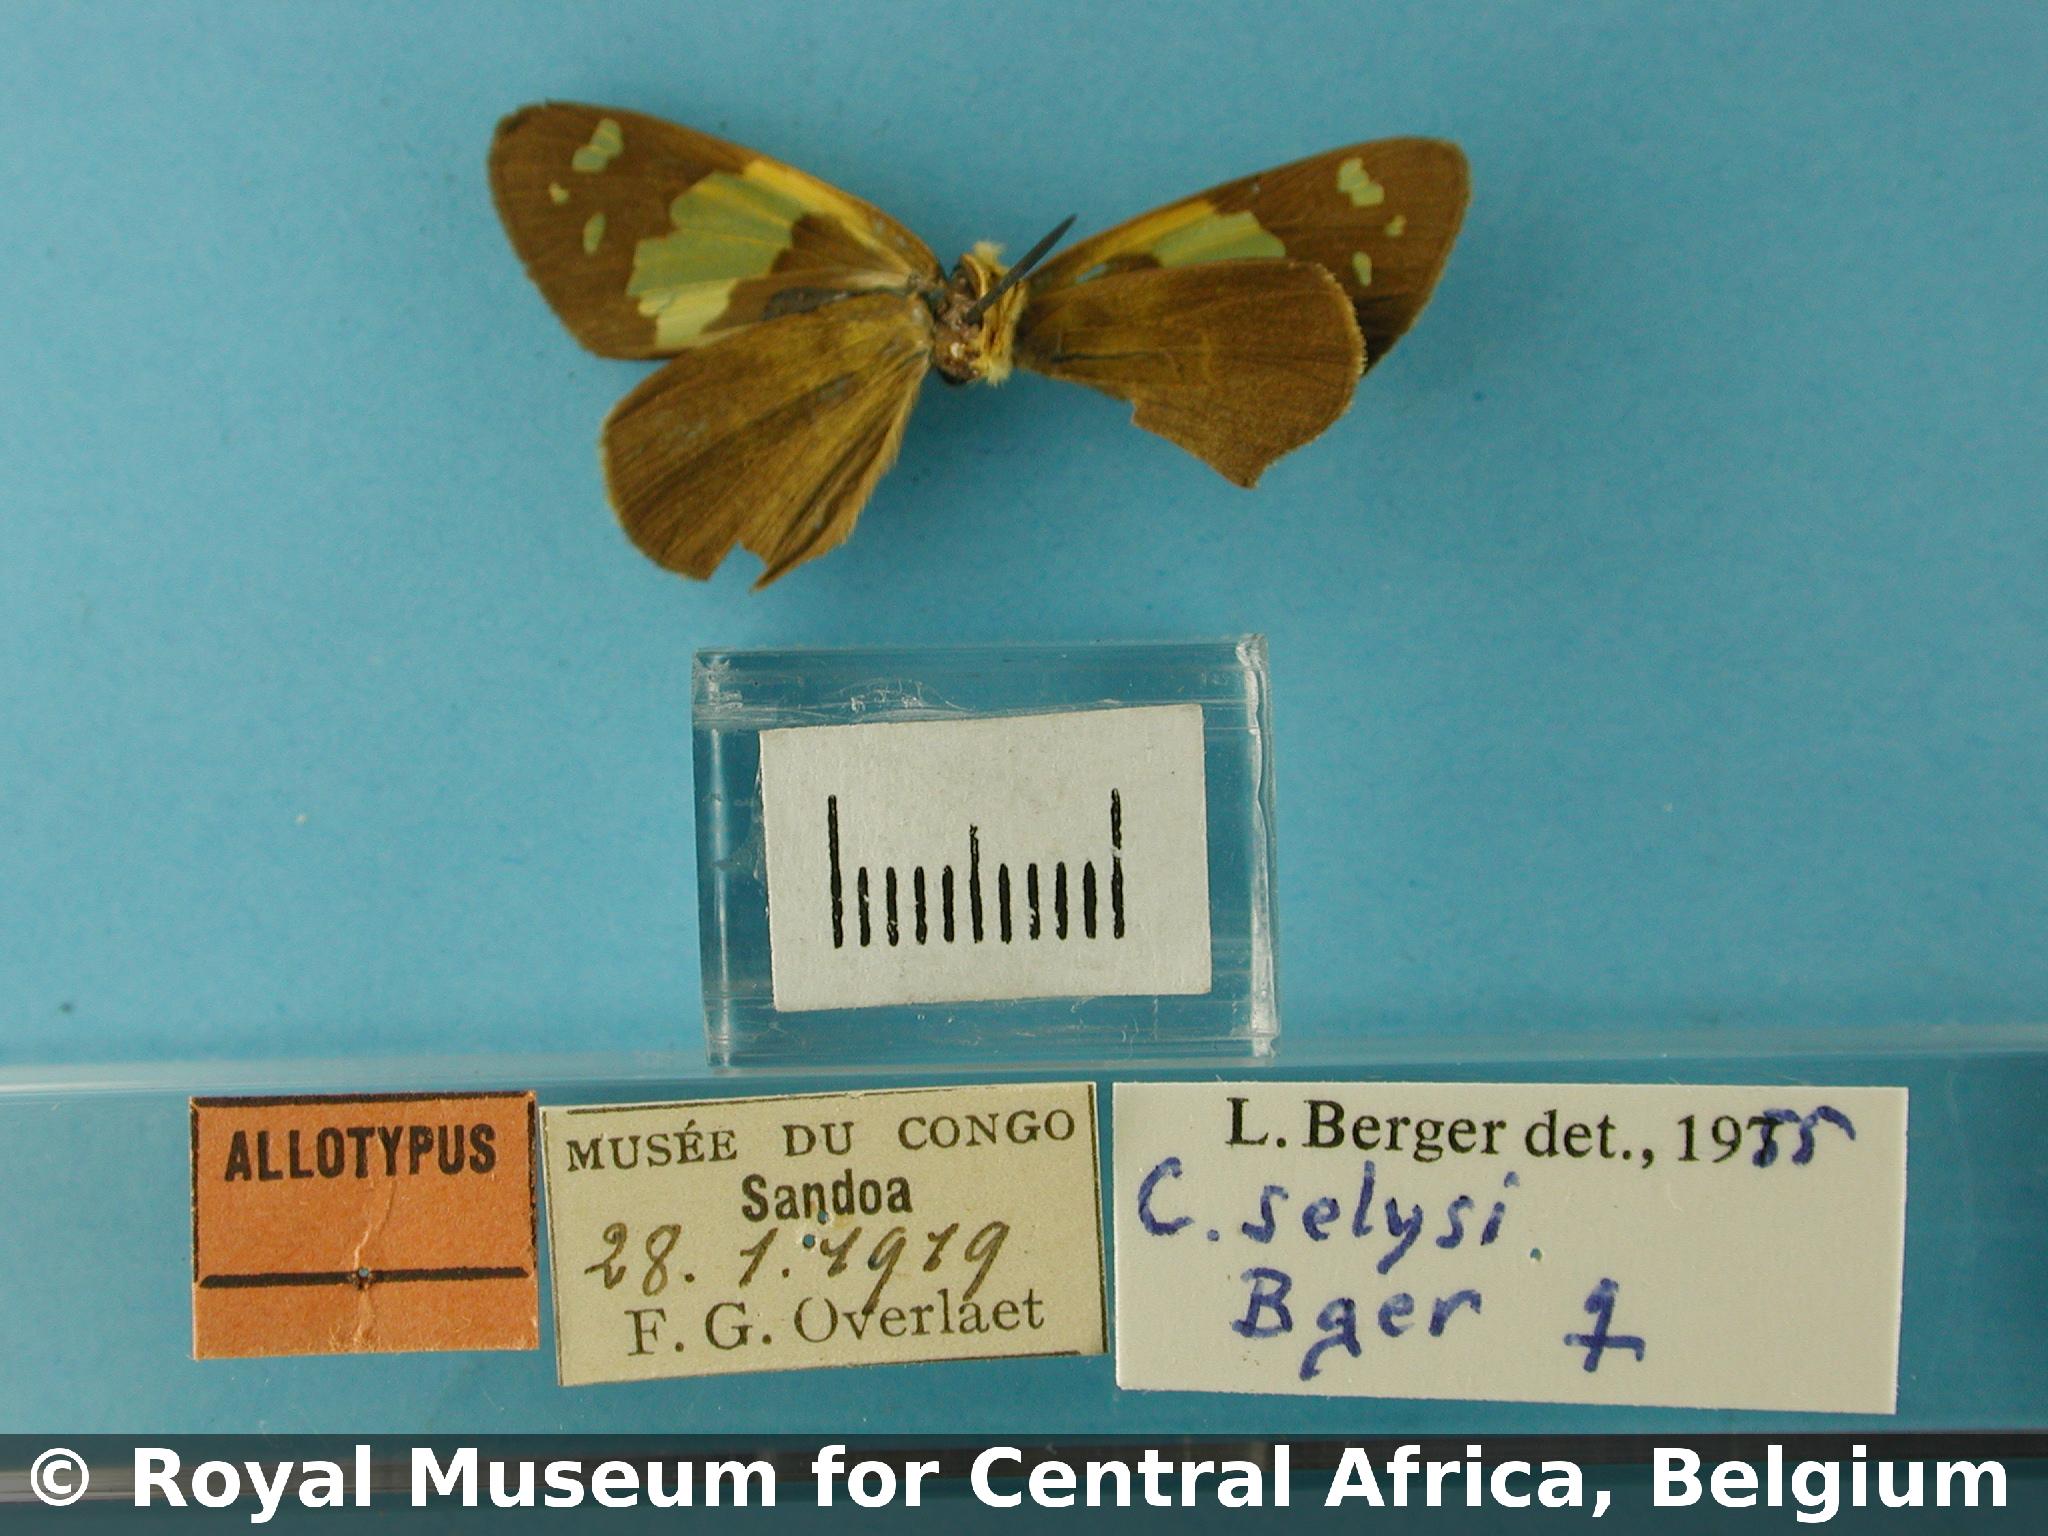 ALLOTYPUS
MUSÉE DU CONGO
Sandoa
28. 1. 1919
F. G. Overlaet
L. Berger det., 1975
C. selysi
Bger ♀
© Royal Museum for Central Africa, Belgium